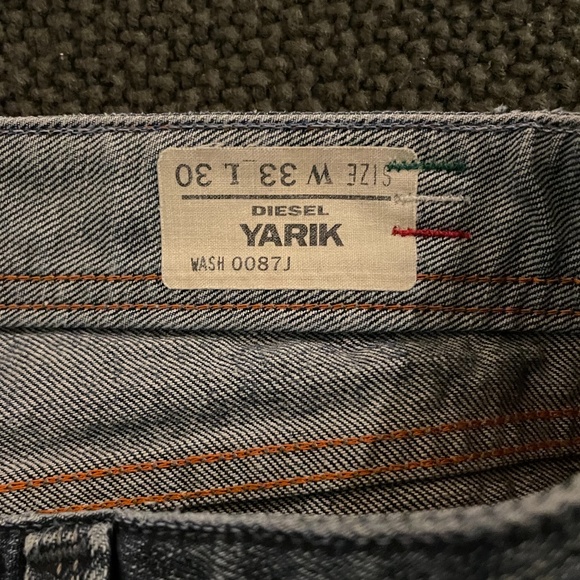 SIZE W 33 L 30
DIESEL
YARIK
WASH 0087J